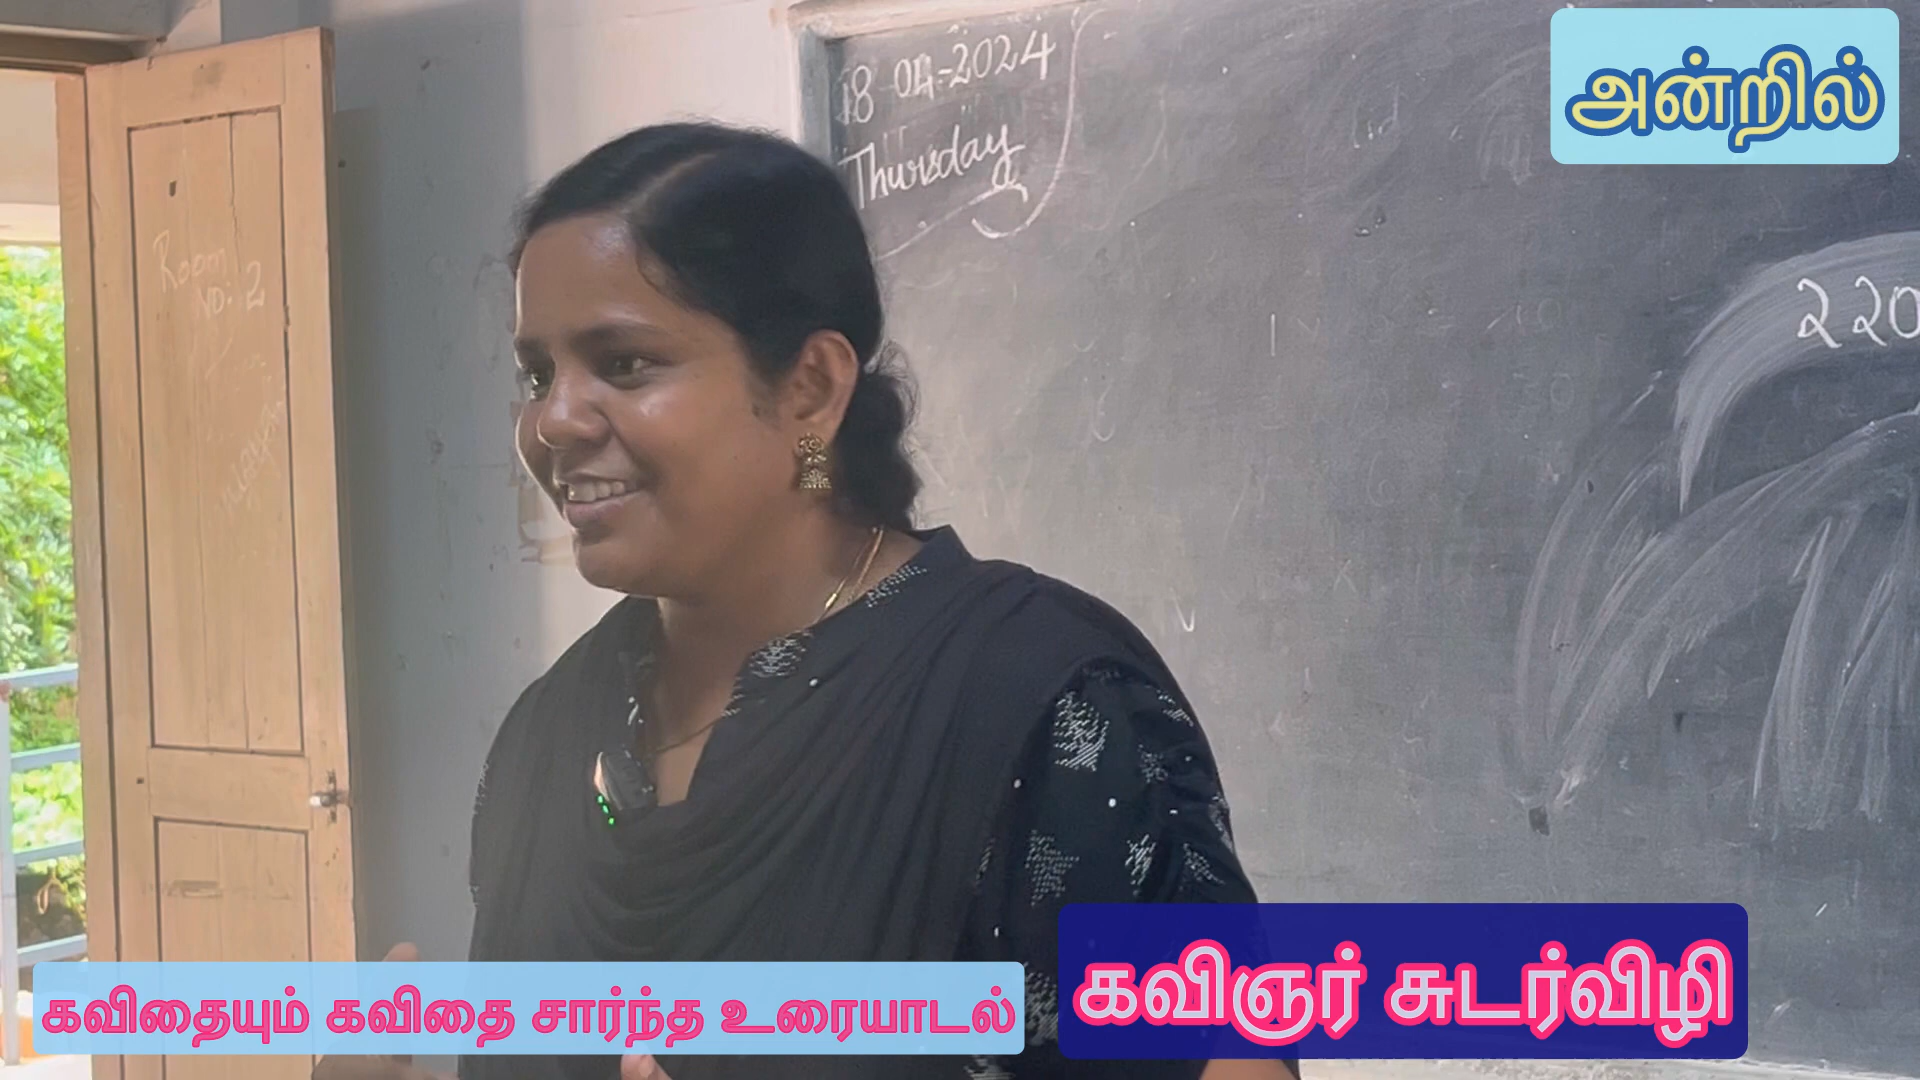 அன்றில்
18-04-2024
Thursday
Room
NO: 2
220
கவிதையும் கவிதை சார்ந்த உரையாடல்
கவிஞர் சுடர்விழி